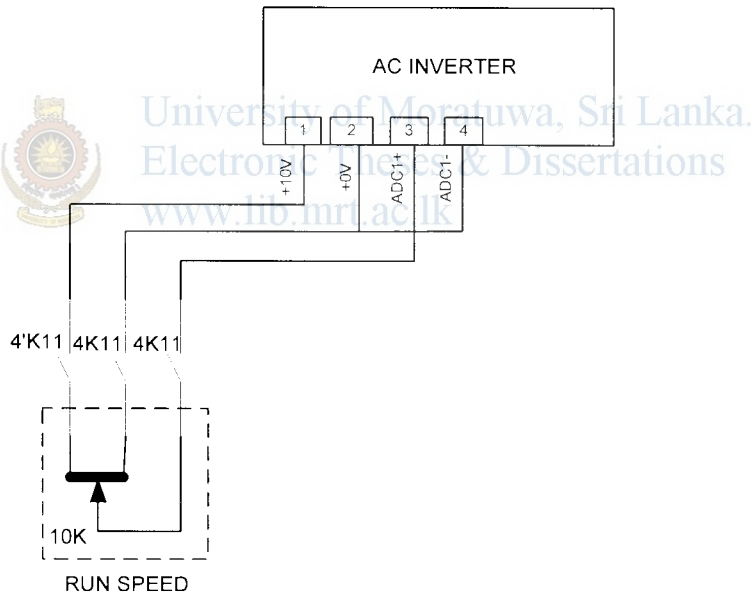 AC INVERTER
University of Moratuwa, Sri Lanka.
1 2 3 4
Electronic Theses & Dissertations
+10V +0V ADC1+ ADC1-
www.lib.mrt.ac.lk
4'K11 4K11 4K11
10K
RUN SPEED